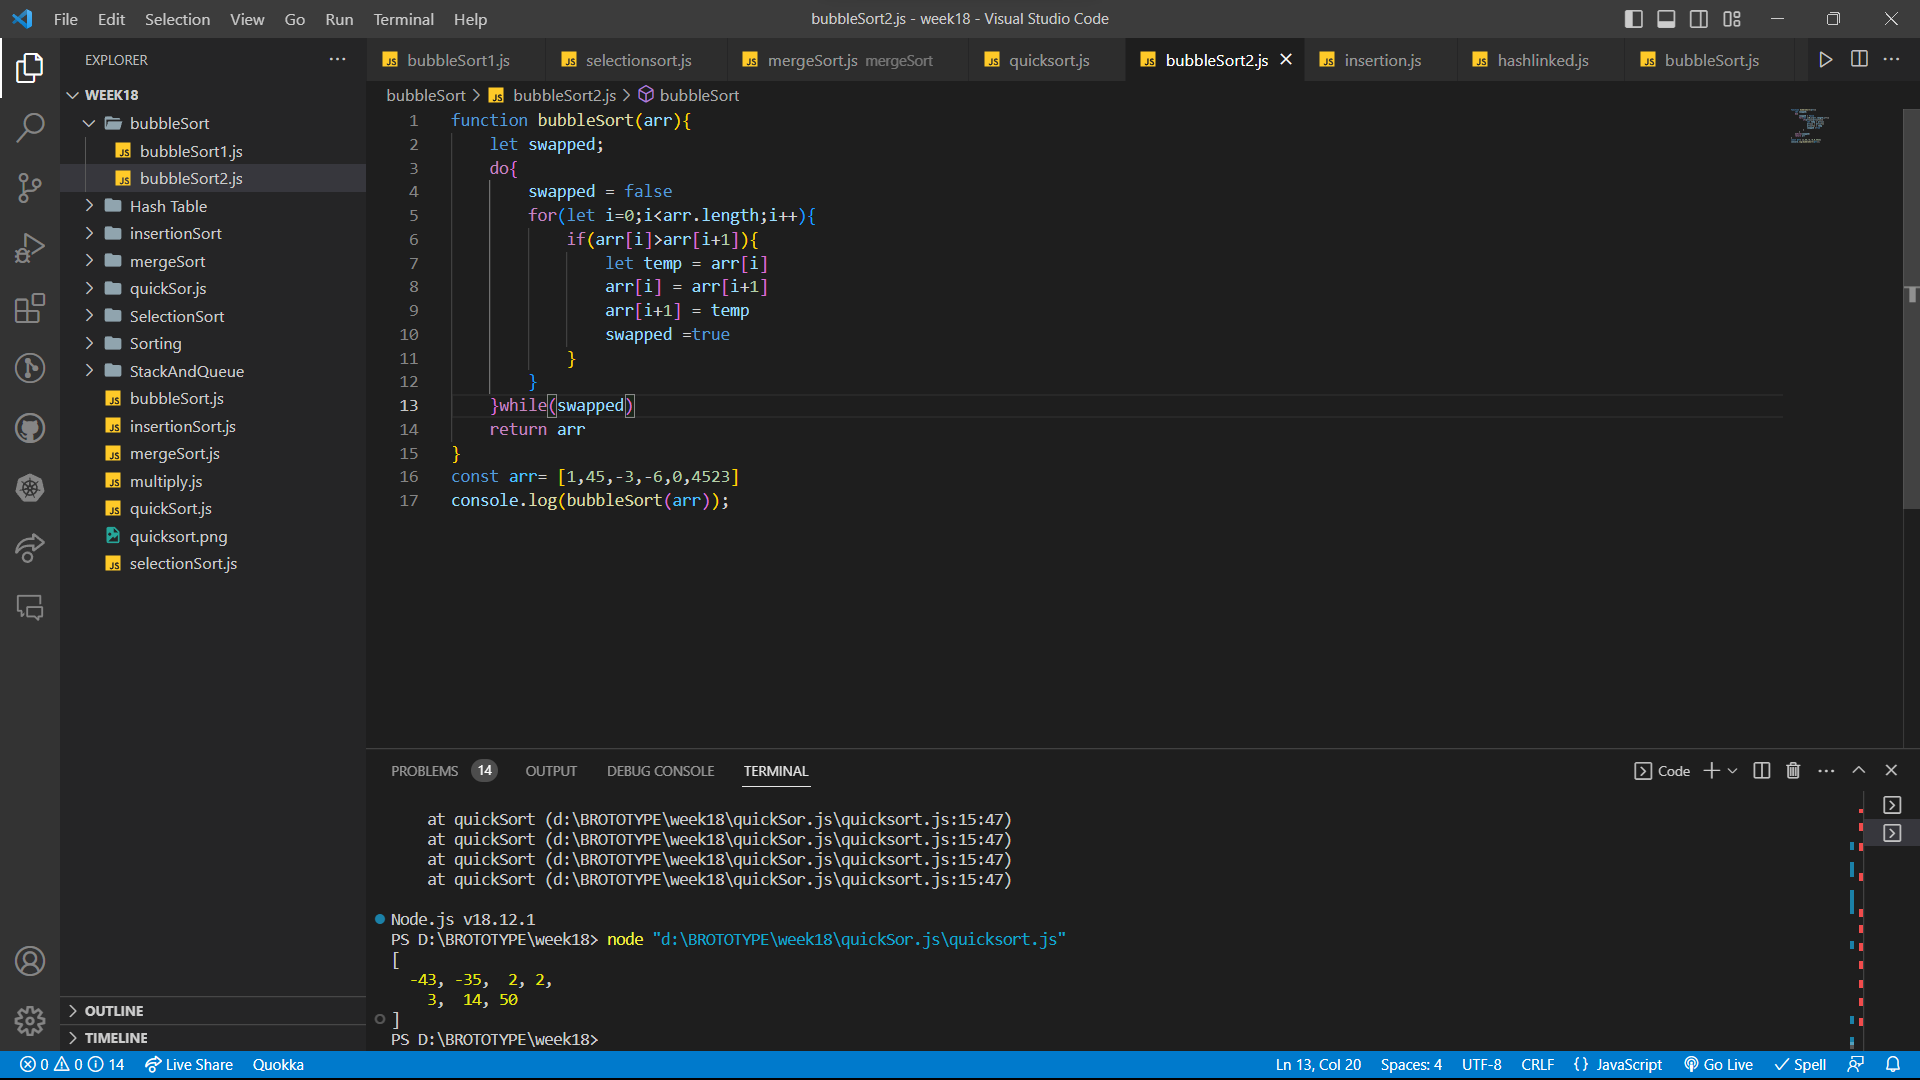 File Edit Selection View Go Run Terminal Help
bubbleSort2.js - week18 - Visual Studio Code
EXPLORER
WEEK18
bubbleSort
bubbleSort1.js
bubbleSort2.js
Hash Table
insertionSort
mergeSort
quickSor.js
SelectionSort
Sorting
StackAndQueue
bubbleSort.js
insertionSort.js
mergeSort.js
multiply.js
quickSort.js
quicksort.png
selectionSort.js
OUTLINE
TIMELINE
bubbleSort1.js selectionsort.js mergeSort.js mergeSort quicksort.js bubbleSort2.js insertion.js hashlinked.js bubbleSort.js
bubbleSort > bubbleSort2.js > bubbleSort
1 function bubbleSort(arr){
2 let swapped;
3 do{
4 swapped = false
5 for(let i=0;i<arr.length;i++){
6 if(arr[i]>arr[i+1]){
7 let temp = arr[i]
8 arr[i] = arr[i+1]
9 arr[i+1] = temp
10 swapped =true
11 }
12 }
13 }while(swapped)
14 return arr
15 }
16 const arr= [1,45,-3,-6,0,4523]
17 console.log(bubbleSort(arr));
PROBLEMS 14 OUTPUT DEBUG CONSOLE TERMINAL
Code
at quickSort (d:\BROTOTYPE\week18\quickSor.js\quicksort.js:15:47)
at quickSort (d:\BROTOTYPE\week18\quickSor.js\quicksort.js:15:47)
at quickSort (d:\BROTOTYPE\week18\quickSor.js\quicksort.js:15:47)
at quickSort (d:\BROTOTYPE\week18\quickSor.js\quicksort.js:15:47)
Node.js v18.12.1
PS D:\BROTOTYPE\week18> node "d:\BROTOTYPE\week18\quickSor.js\quicksort.js"
[
-43, -35, 2, 2,
3, 14, 50
]
PS D:\BROTOTYPE\week18>
0 0 14 Live Share Quokka
Ln 13, Col 20 Spaces: 4 UTF-8 CRLF {} JavaScript Go Live Spell